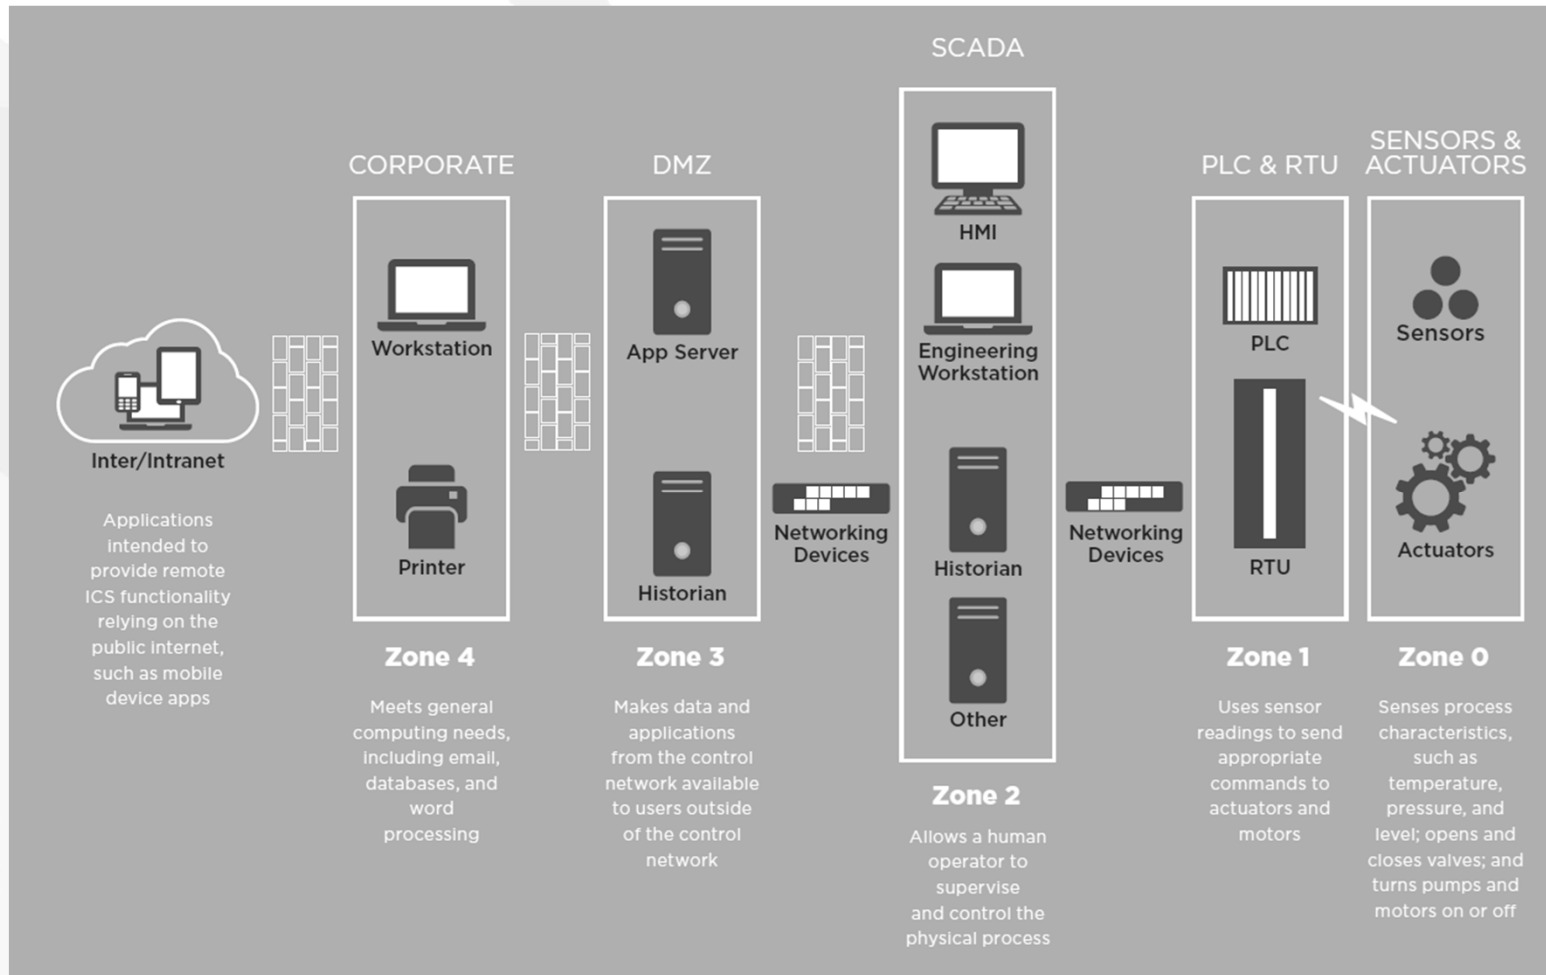 SCADA
CORPORATE
DMZ
PLC & RTU
SENSORS &
ACTUATORS
Inter/Intranet
Applications
intended to
provide remote
ICS functionality
relying on the
public internet,
such as mobile
device apps
Workstation
Printer
Zone 4
Meets general
computing needs,
including email,
databases, and
word
processing
App Server
Historian
Zone 3
Makes data and
applications
from the control
network available
to users outside
of the control
network
Networking
Devices
HMI
Engineering
Workstation
Historian
Other
Zone 2
Allows a human
operator to
supervise
and control the
physical process
Networking
Devices
PLC
RTU
Zone 1
Uses sensor
readings to send
appropriate
commands to
actuators and
motors
Sensors
Actuators
Zone 0
Senses process
characteristics,
such as
temperature,
pressure, and
level; opens and
closes valves; and
turns pumps and
motors on or off